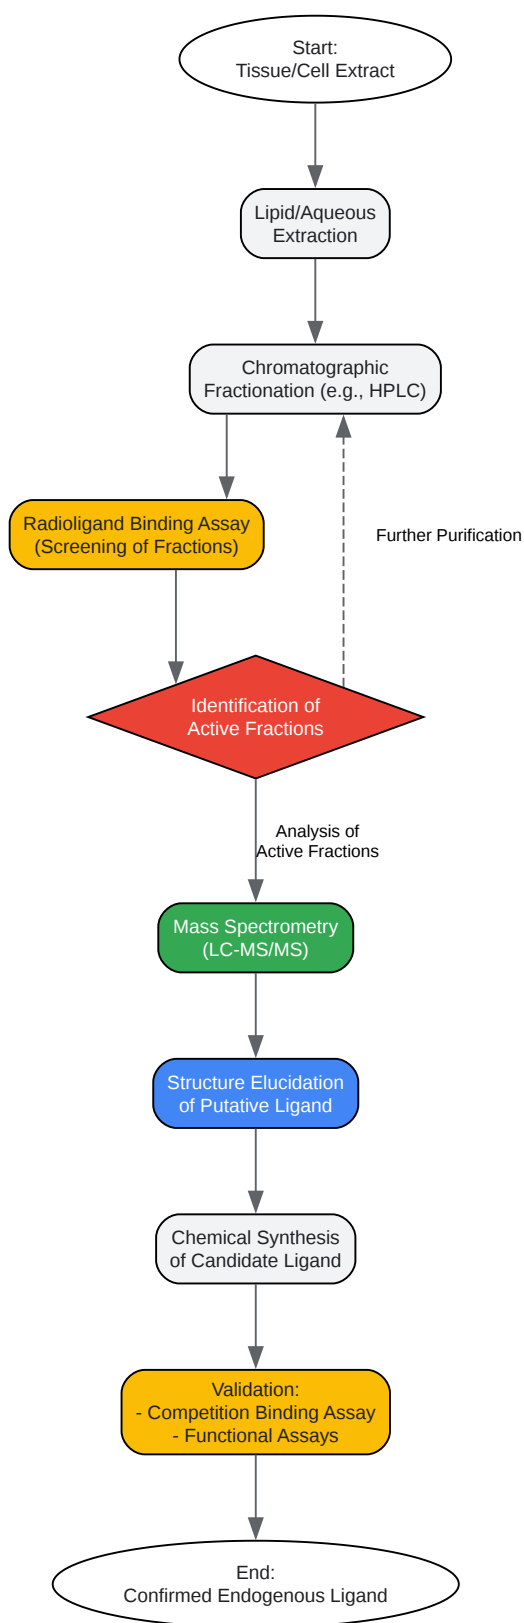 Start:
Tissue/Cell Extract
Lipid/Aqueous
Extraction
Chromatographic
Fractionation (e.g., HPLC)
Radioligand Binding Assay
(Screening of Fractions)
Further Purification
Identification of
Active Fractions
Analysis of
Active Fractions
Mass Spectrometry
(LC-MS/MS)
Structure Elucidation
of Putative Ligand
Chemical Synthesis
of Candidate Ligand
Validation:
- Competition Binding Assay
- Functional Assays
End:
Confirmed Endogenous Ligand